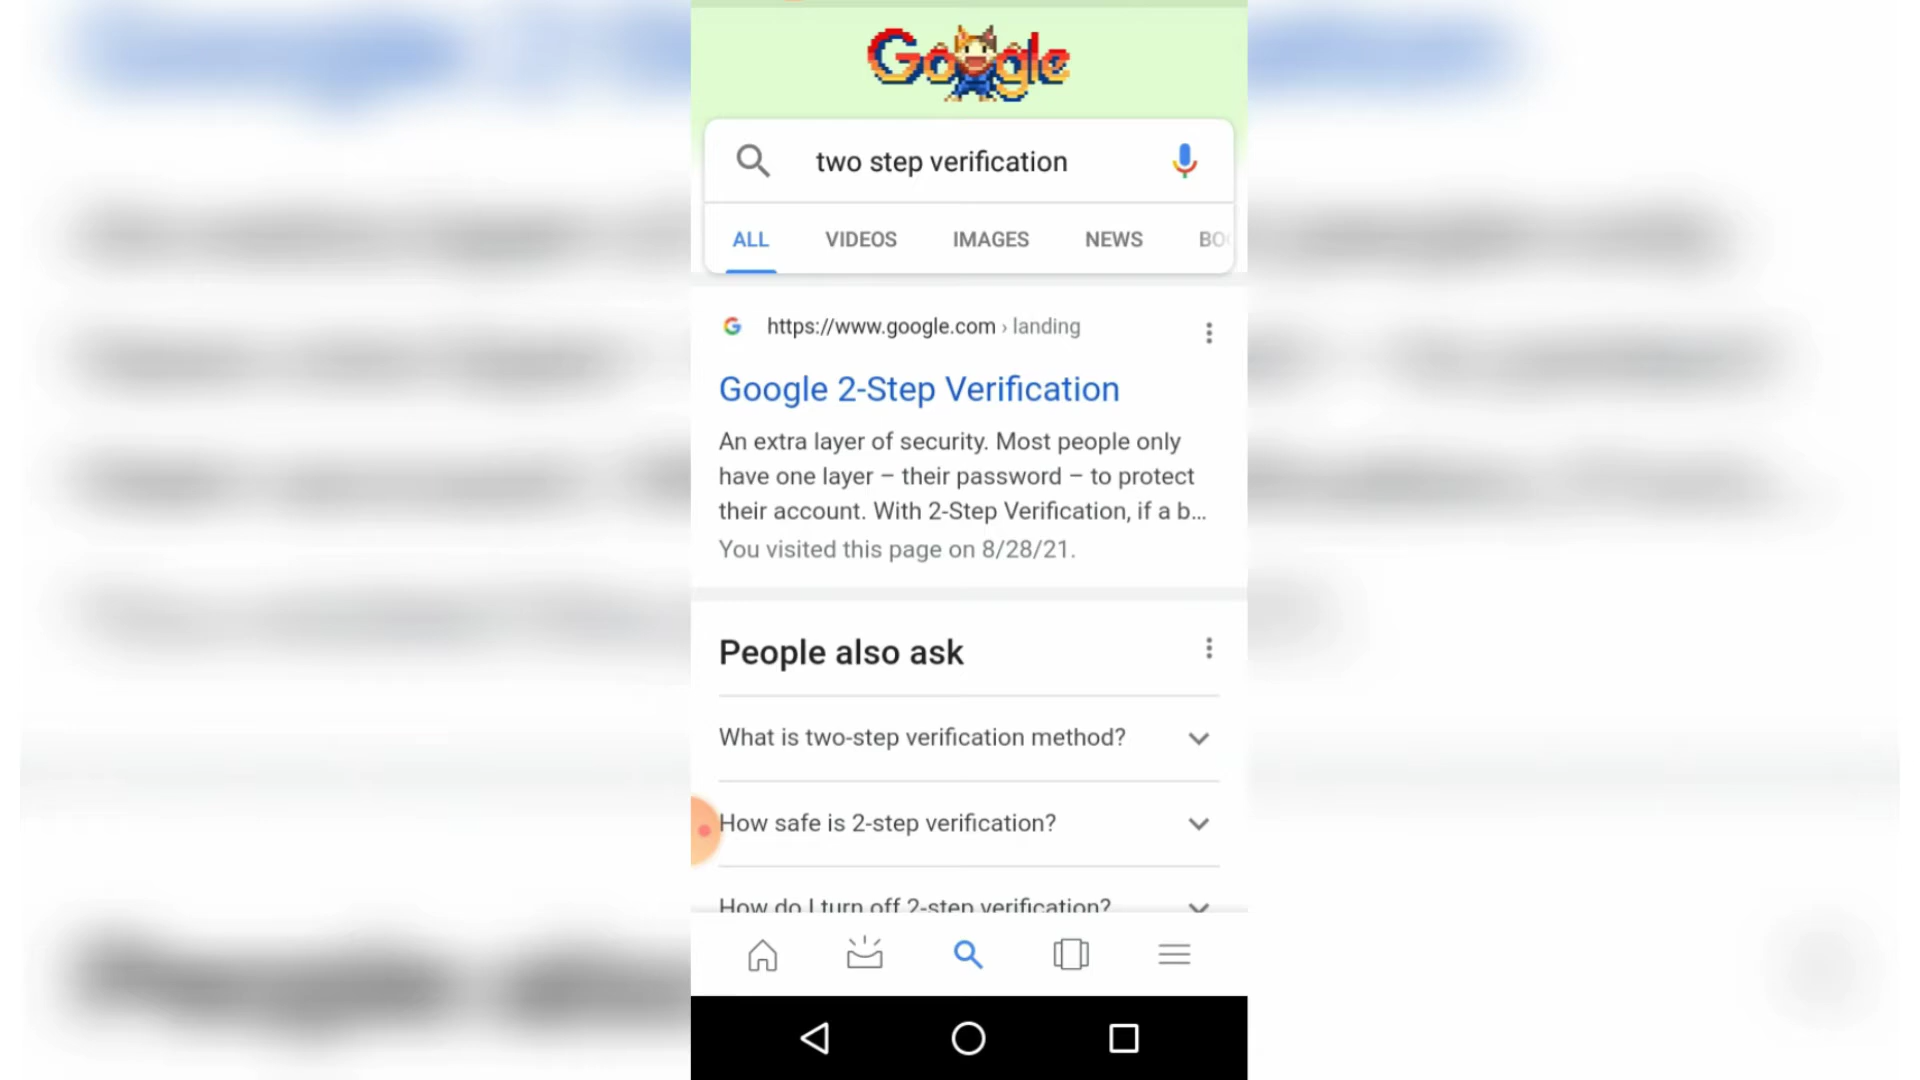 Google
two step verification
ALL VIDEOS IMAGES NEWS
https://www.google.com › landing
Google 2-Step Verification
An extra layer of security. Most people only
have one layer – their password – to protect
their account. With 2-Step Verification, if a b...
You visited this page on 8/28/21.
People also ask
What is two-step verification method?
How safe is 2-step verification?
How do I turn off 2-step verification?